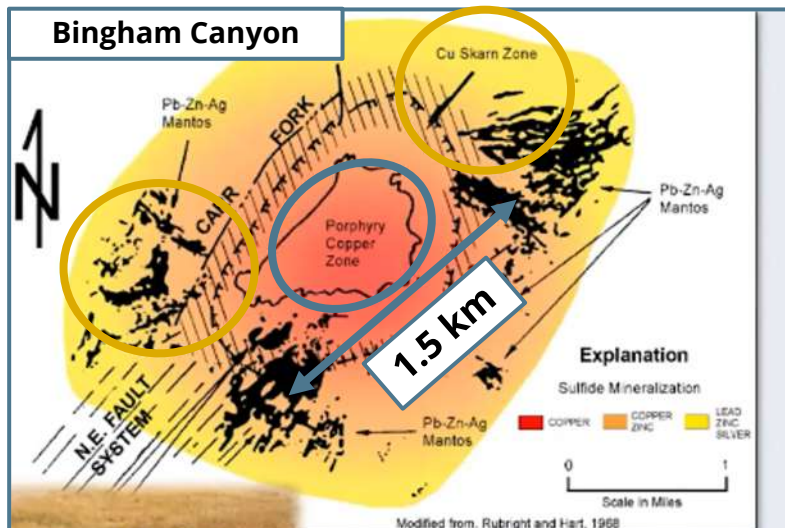 Bingham Canyon
Cu Skarn Zone
Pb-Zn-Ag
Mantos
FORK
CARR
N
Pb-Zn-Ag
Mantos
Porphyry
Copper
Zone
1.5 km
Explanation
Sulfide Mineralization
COPPER
COPPER
ZINC
LEAD
ZINC
SILVER
N.E. FAULT
SYSTEM
Pb-Zn-Ag
Mantos
0
1
Scale in Miles
Modified from, Rubright and Hart, 1968